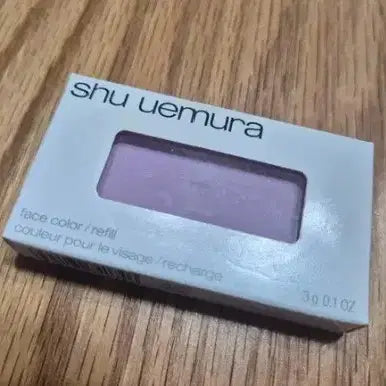 shu uemura
face color / refill
couleur pour le visage / recharge
3 g 0.1 OZ